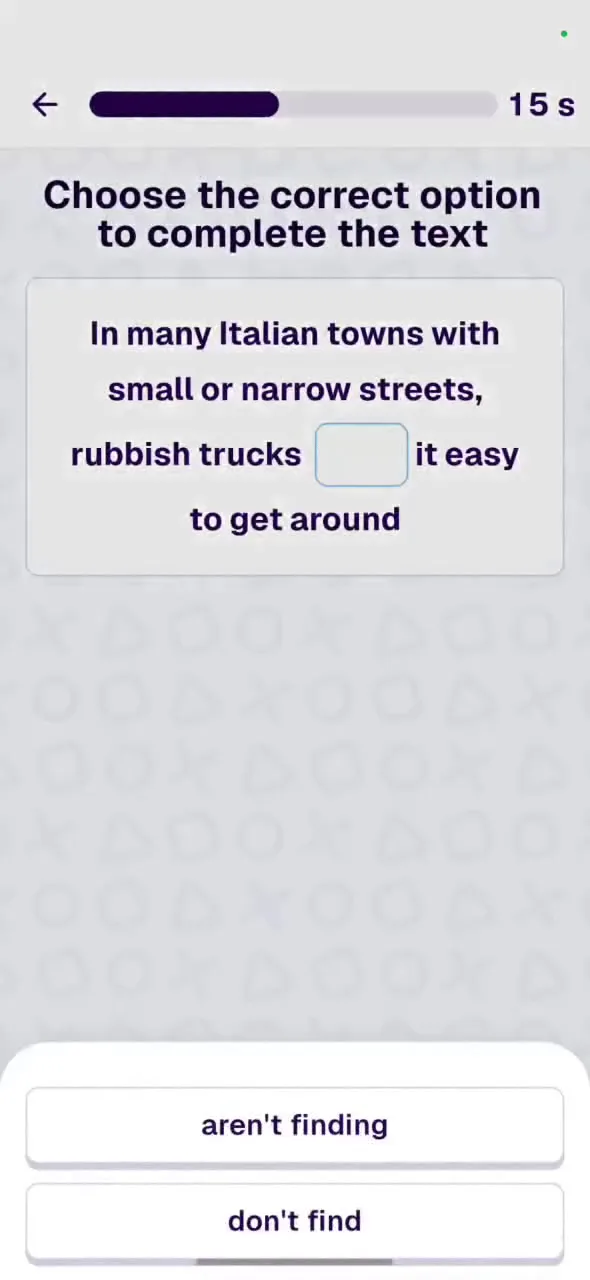 15 s
Choose the correct option
to complete the text
In many Italian towns with
small or narrow streets,
rubbish trucks it easy
to get around
aren't finding
don't find